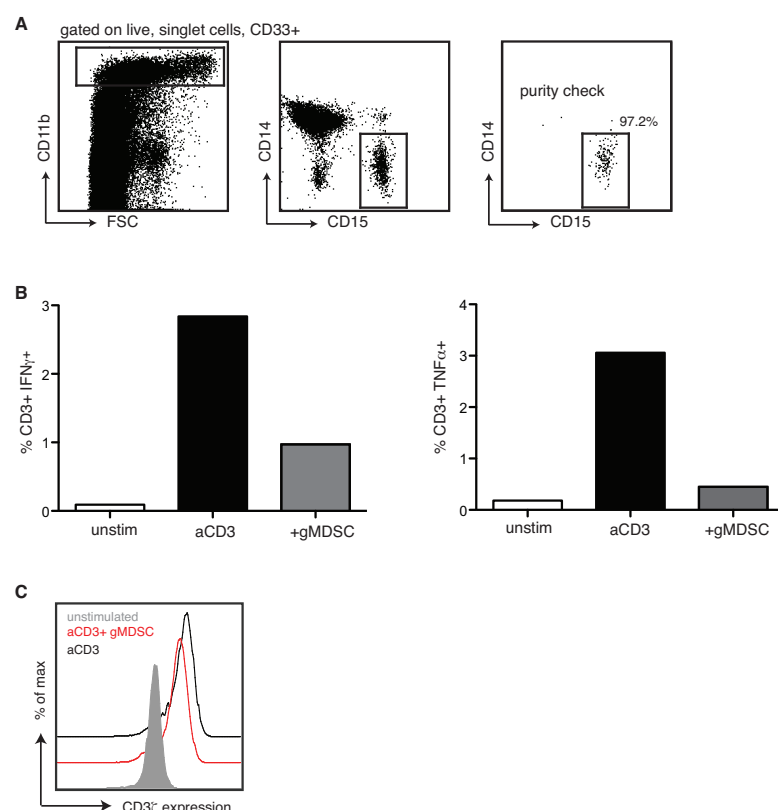 A
gated on live, singlet cells, CD33+
CD11b
FSC
CD14
CD15
purity check
97.2%
CD14
CD15
B
3
2
1
0
% CD3+ IFNγ+
unstim
aCD3
+gMDSC
4
3
2
1
0
% CD3+ TNFα+
unstim
aCD3
+gMDSC
C
unstimulated
aCD3+ gMDSC
aCD3
% of max
CD3ζ expression